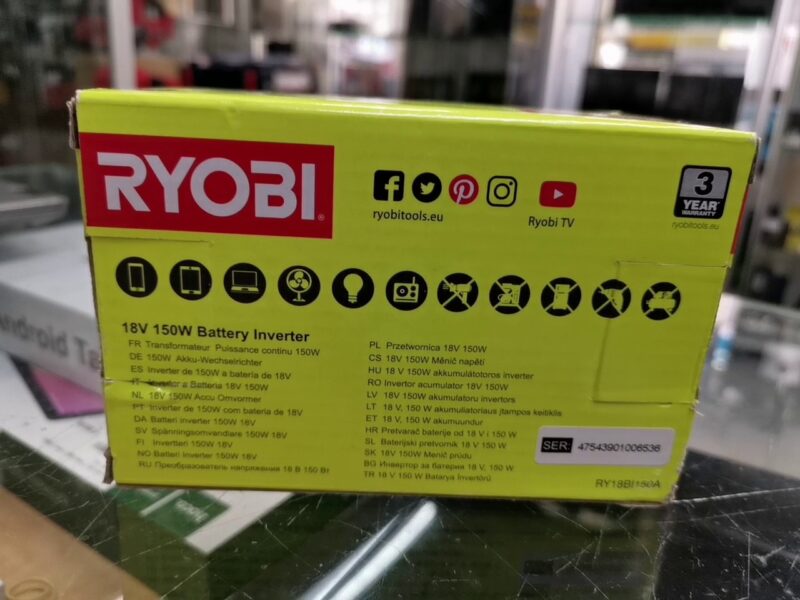 RYOBI
ryobitools.eu
Ryobi TV
3
YEAR
WARRANTY
ryobitools.eu
18V 150W Battery Inverter
FR Transformateur Puissance continu 150W
DE 150W Akku-Wechselrichter
ES Inverter de 150W a batería de 18V
IT Invertor a Batteria 18V 150W
NL 18V 150W Accu Omvormer
PT Inverter de 150W com bateria de 18V
DA Batteri inverter 150W 18V
SV Spänningsomvandlare 150W 18V
FI Invertteri 150W 18V
NO Batteri Inverter 150W 18V
RU Преобразователь напряжения 18 В 150 Вт
PL Przetwornica 18V 150W
CS 18V 150W Měnič napětí
HU 18 V 150W akkumulátotoros inverter
RO Invertor acumulator 18V 150W
LV 18V 150W akumulatoru invertors
LT 18 V, 150 W akumuliatoriaus įtampos keitiklis
ET 18 V, 150 W akumuundur
HR Pretvarač baterije od 18 V i 150 W
SL Baterijski pretvornik 18 V 150 W
SK 18V 150W Menič prúdu
BG Инвертор за батерии 18 V, 150 W
TR 18 V 150 W Batarya İnvertörü
SER: 47543901006536
RY18BI150A
Android Ta